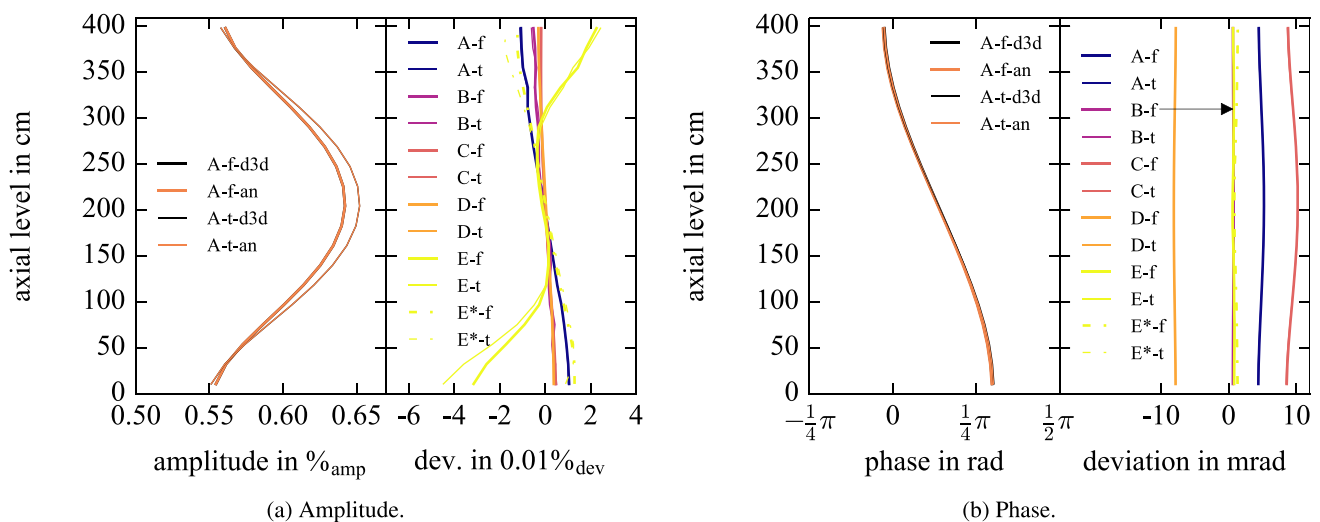 400
350
300
250
200
150
100
50
0
axial level in cm
A-f-d3d
A-f-an
A-t-d3d
A-t-an
0.50 0.55 0.60 0.65
amplitude in %amp
A-f
A-t
B-f
B-t
C-f
C-t
D-f
D-t
E-f
E-t
E*-f
E*-t
-6 -4 -2 0 2 4
dev. in 0.01%dev
(a) Amplitude.
400
350
300
250
200
150
100
50
0
axial level in cm
A-f-d3d
A-f-an
A-t-d3d
A-t-an
−1/4π 0 1/4π 1/2π
phase in rad
A-f
A-t
B-f
B-t
C-f
C-t
D-f
D-t
E-f
E-t
E*-f
E*-t
-10 0 10
deviation in mrad
(b) Phase.